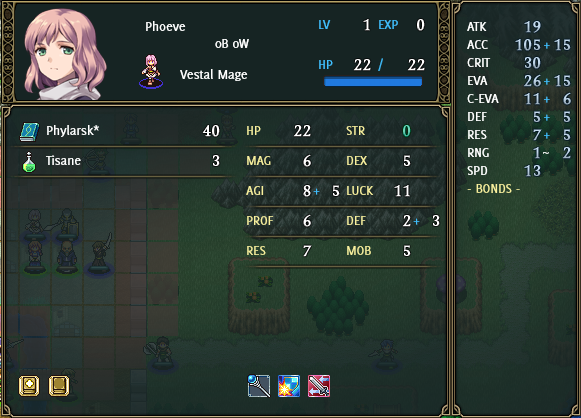 Phoeve
LV 1 EXP 0
oB oW
Vestal Mage
HP 22 / 22
Phylarsk* 40
Tisane 3
HP 22 STR 0
MAG 6 DEX 5
AGI 8+ 5 LUCK 11
PROF 6 DEF 2+ 3
RES 7 MOB 5
ATK 19
ACC 105+ 15
CRIT 30
EVA 26+ 15
C-EVA 11+ 6
DEF 5+ 5
RES 7+ 5
RNG 1~ 2
SPD 13
- BONDS -